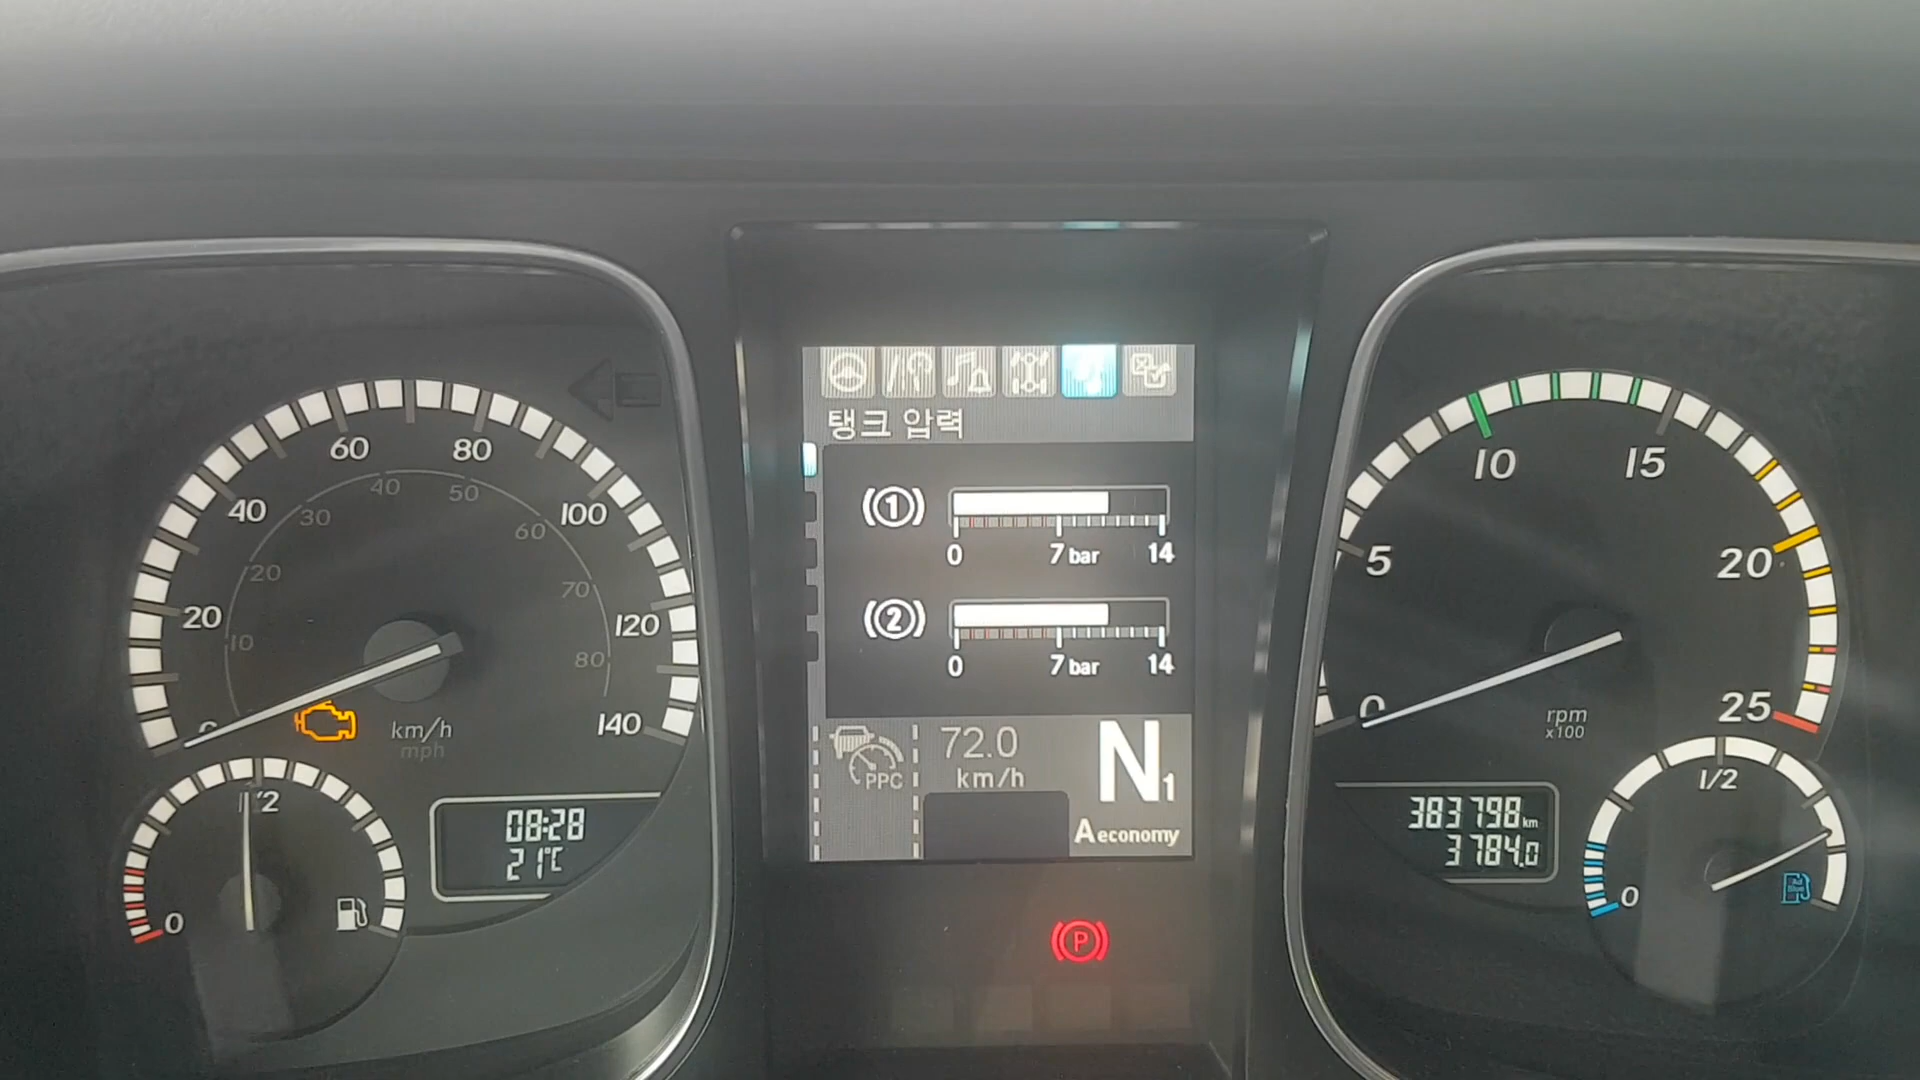 60 80
40 50
40 100
30 60
20 70
20 120
10 80
0 140
km/h
mph
1/2
0
08:28
21°C
탱크 압력
1
0 7 bar 14
2
0 7 bar 14
PPC
72.0
km/h
N1
A economy
P
10 15
5 20
0 25
rpm
x100
383798 km
3784.0
1/2
0